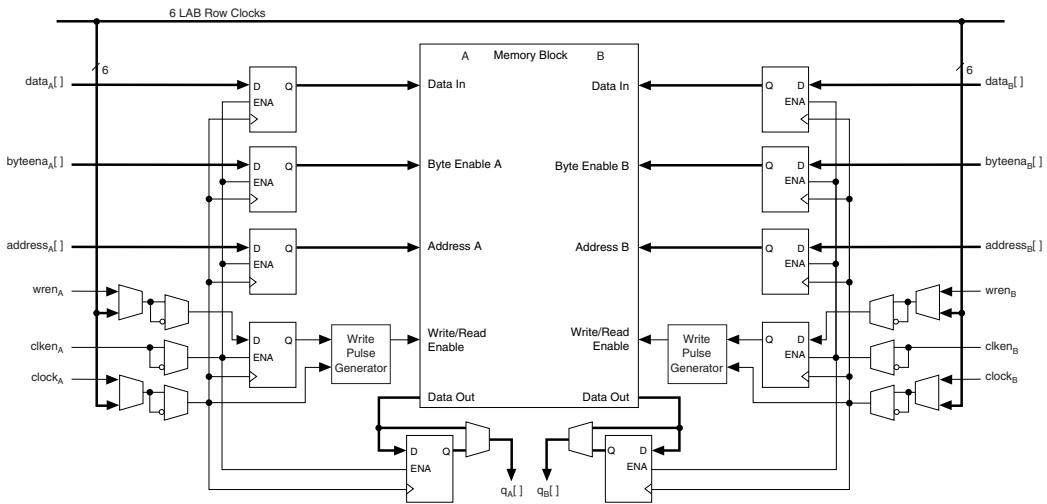 6 LAB Row Clocks
A Memory Block B
6
6
data_A[ ]
D Q
ENA
Data In
Data In
Q D
ENA
data_B[ ]
byteena_A[ ]
D Q
ENA
Byte Enable A
Byte Enable B
Q D
ENA
byteena_B[ ]
address_A[ ]
D Q
ENA
Address A
Address B
Q D
ENA
address_B[ ]
wren_A
clken_A
clock_A
D Q
ENA
Write
Pulse
Generator
Write/Read
Enable
Write/Read
Enable
Write
Pulse
Generator
Q D
ENA
wren_B
clken_B
clock_B
Data Out
Data Out
D Q
ENA
q_A[ ]
q_B[ ]
Q D
ENA